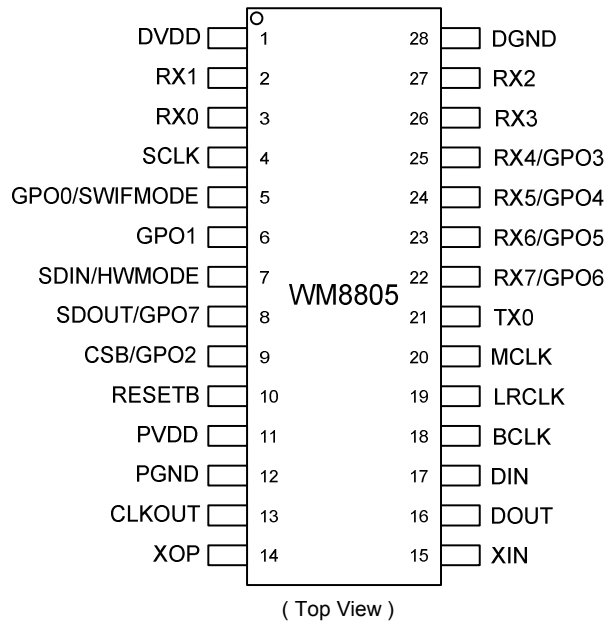 DVDD 1 28 DGND
RX1 2 27 RX2
RX0 3 26 RX3
SCLK 4 25 RX4/GPO3
GPO0/SWIFMODE 5 24 RX5/GPO4
GPO1 6 23 RX6/GPO5
SDIN/HWMODE 7 22 RX7/GPO6
WM8805
SDOUT/GPO7 8 21 TX0
CSB/GPO2 9 20 MCLK
RESETB 10 19 LRCLK
PVDD 11 18 BCLK
PGND 12 17 DIN
CLKOUT 13 16 DOUT
XOP 14 15 XIN
( Top View )